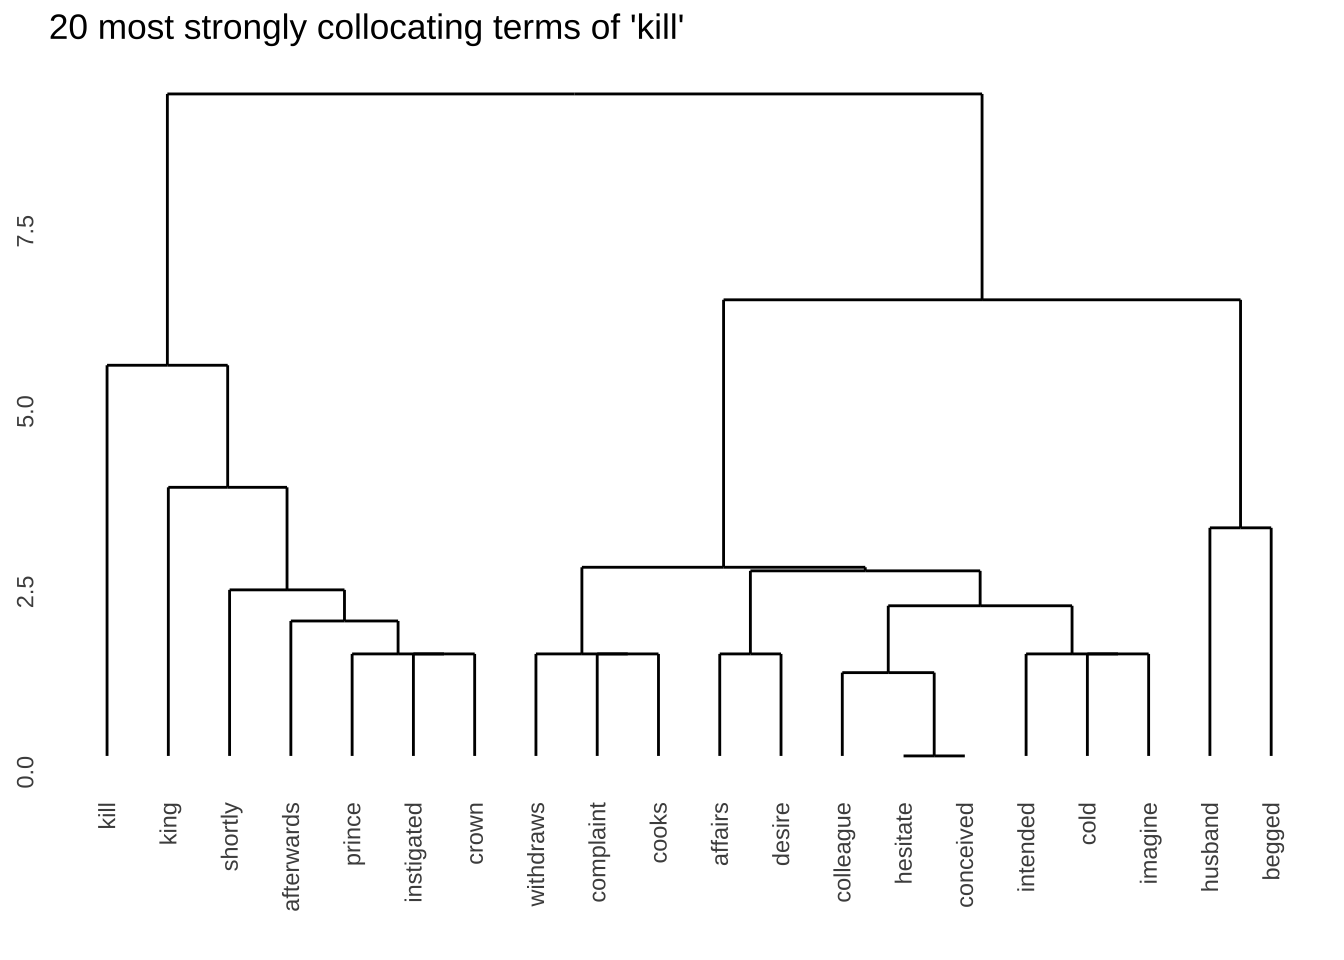 20 most strongly collocating terms of 'kill'
7.5
5.0
2.5
0.0
kill
king
shortly
afterwards
prince
instigated
crown
withdraws
complaint
cooks
affairs
desire
colleague
hesitate
conceived
intended
cold
imagine
husband
begged